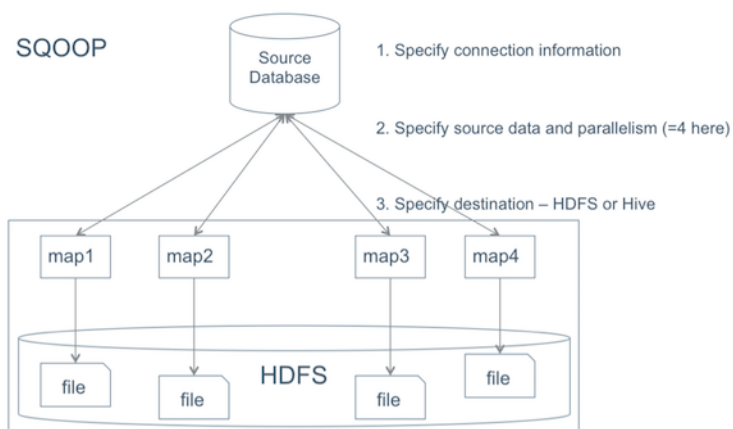 SQOOP
Source
Database
1. Specify connection information
2. Specify source data and parallelism (=4 here)
3. Specify destination – HDFS or Hive
map1
map2
map3
map4
HDFS
file
file
file
file